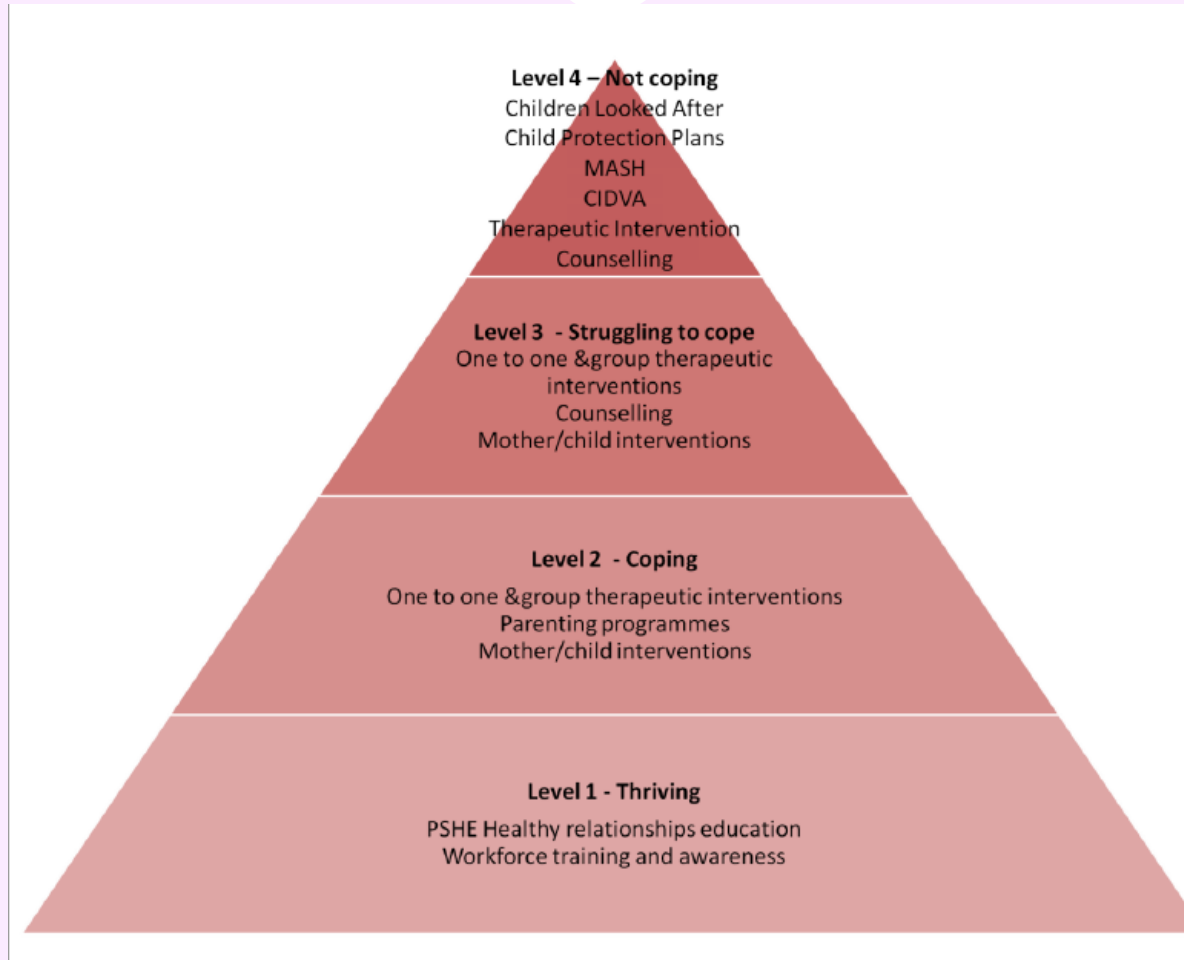 Level 4 – Not coping
Children Looked After
Child Protection Plans
MASH
CIDVA
Therapeutic Intervention
Counselling
Level 3  - Struggling to cope
One to one &group therapeutic
interventions
Counselling
Mother/child interventions
Level 2  - Coping
One to one &group therapeutic interventions
Parenting programmes
Mother/child interventions
Level 1 - Thriving
PSHE Healthy relationships education
Workforce training and awareness